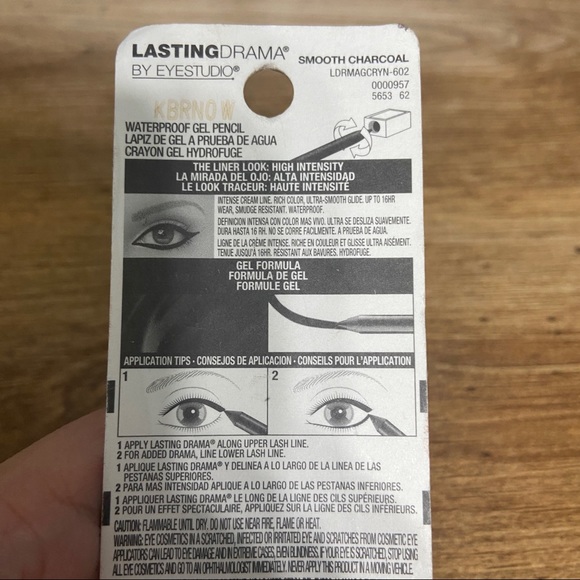 LASTINGDRAMA®
BY EYESTUDIO®
SMOOTH CHARCOAL
LDRMAGCRYN-602
0000957
5653 62
KBRN0W
WATERPROOF GEL PENCIL
LAPIZ DE GEL A PRUEBA DE AGUA
CRAYON GEL HYDROFUGE
THE LINER LOOK: HIGH INTENSITY
LA MIRADA DEL OJO: ALTA INTENSIDAD
LE LOOK TRACEUR: HAUTE INTENSITÉ
INTENSE CREAM LINE. RICH COLOR, ULTRA-SMOOTH GLIDE. UP TO 16HR
WEAR, SMUDGE RESISTANT, WATERPROOF.
DEFINICION INTENSA CON COLOR MAS VIVO. ULTRA SE DESLIZA SUAVEMENTE.
DURA HASTA 16 RH. NO SE CORRE FACILMENTE. A PRUEBA DE AGUA.
LIGNE DE LA CRÈME INTENSE. RICHE EN COULEUR ET GLISSE ULTRA AISÉMENT.
TENUE JUSQU'À 16HR. RÉSISTANT AUX BAVURES. HYDROFUGE.
GEL FORMULA
FORMULA DE GEL
FORMULE GEL
APPLICATION TIPS · CONSEJOS DE APLICACION · CONSEILS POUR L'APPLICATION
1
2
1 APPLY LASTING DRAMA® ALONG UPPER LASH LINE.
2 FOR ADDED DRAMA, LINE LOWER LASH LINE.
1 APLIQUE LASTING DRAMA® Y DELINEA A LO LARGO DE LA LINEA DE LAS
PESTANAS SUPERIORES.
2 PARA MAS INTENSIDAD APLIQUE A LO LARGO DE LAS PESTANAS INFERIORES.
1 APPLIQUER LASTING DRAMA® LE LONG DE LA LIGNE DES CILS SUPÉRIEURS.
2 POUR UN EFFET SPECTACULAIRE, APPLIQUEZ SUR LA LIGNE DES CILS INFÉRIEURS.
CAUTION: FLAMMABLE UNTIL DRY. DO NOT USE NEAR FIRE, FLAME OR HEAT.
WARNING: EYE COSMETICS IN A SCRATCHED, INFECTED OR IRRITATED EYE AND SCRATCHES FROM COSMETIC EYE
APPLICATORS CAN LEAD TO EYE DAMAGE AND IN EXTREME CASES, EVEN BLINDNESS. IF YOUR EYE IS SCRATCHED, STOP USING
ALL EYE COSMETICS AND GO TO AN OPHTHALMOLOGIST IMMEDIATELY. NEVER APPLY THIS PRODUCT IN A MOVING VEHICLE.